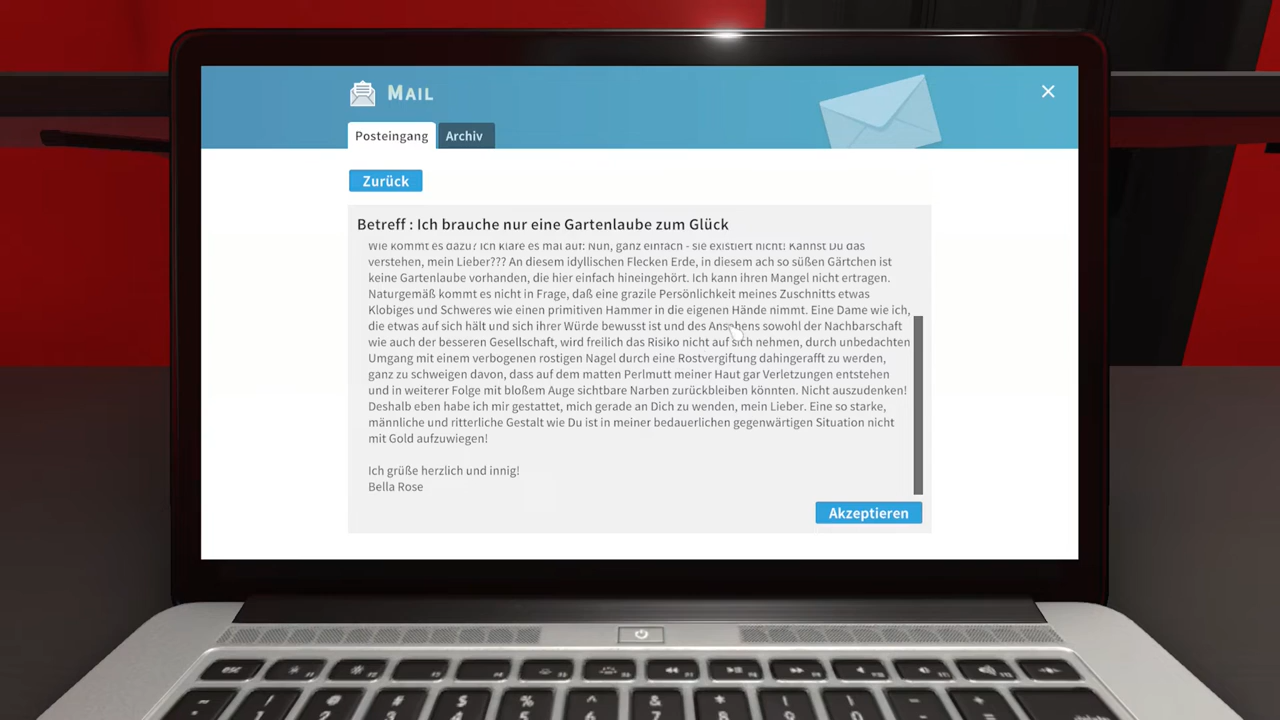 MAIL
Posteingang
Archiv
Zurück
Betreff : Ich brauche nur eine Gartenlaube zum Glück
Wie kommt es dazu? Ich kläre es mal auf: Nun, ganz einfach - sie existiert nicht! Kannst Du das
verstehen, mein Lieber??? An diesem idyllischen Flecken Erde, in diesem ach so süßen Gärtchen ist
keine Gartenlaube vorhanden, die hier einfach hineingehört. Ich kann ihren Mangel nicht ertragen.
Naturgemäß kommt es nicht in Frage, daß eine grazile Persönlichkeit meines Zuschnitts etwas
Klobiges und Schweres wie einen primitiven Hammer in die eigenen Hände nimmt. Eine Dame wie ich,
die etwas auf sich hält und sich ihrer Würde bewusst ist und des Ansehens sowohl der Nachbarschaft
wie auch der besseren Gesellschaft, wird freilich das Risiko nicht auf sich nehmen, durch unbedachten
Umgang mit einem verbogenen rostigen Nagel durch eine Rostvergiftung dahingerafft zu werden,
ganz zu schweigen davon, dass auf dem matten Perlmutt meiner Haut gar Verletzungen entstehen
und in weiterer Folge mit bloßem Auge sichtbare Narben zurückbleiben könnten. Nicht auszudenken!
Deshalb eben habe ich mir gestattet, mich gerade an Dich zu wenden, mein Lieber. Eine so starke,
männliche und ritterliche Gestalt wie Du ist in meiner bedauerlichen gegenwärtigen Situation nicht
mit Gold aufzuwiegen!
Ich grüße herzlich und innig!
Bella Rose
Akzeptieren
esc